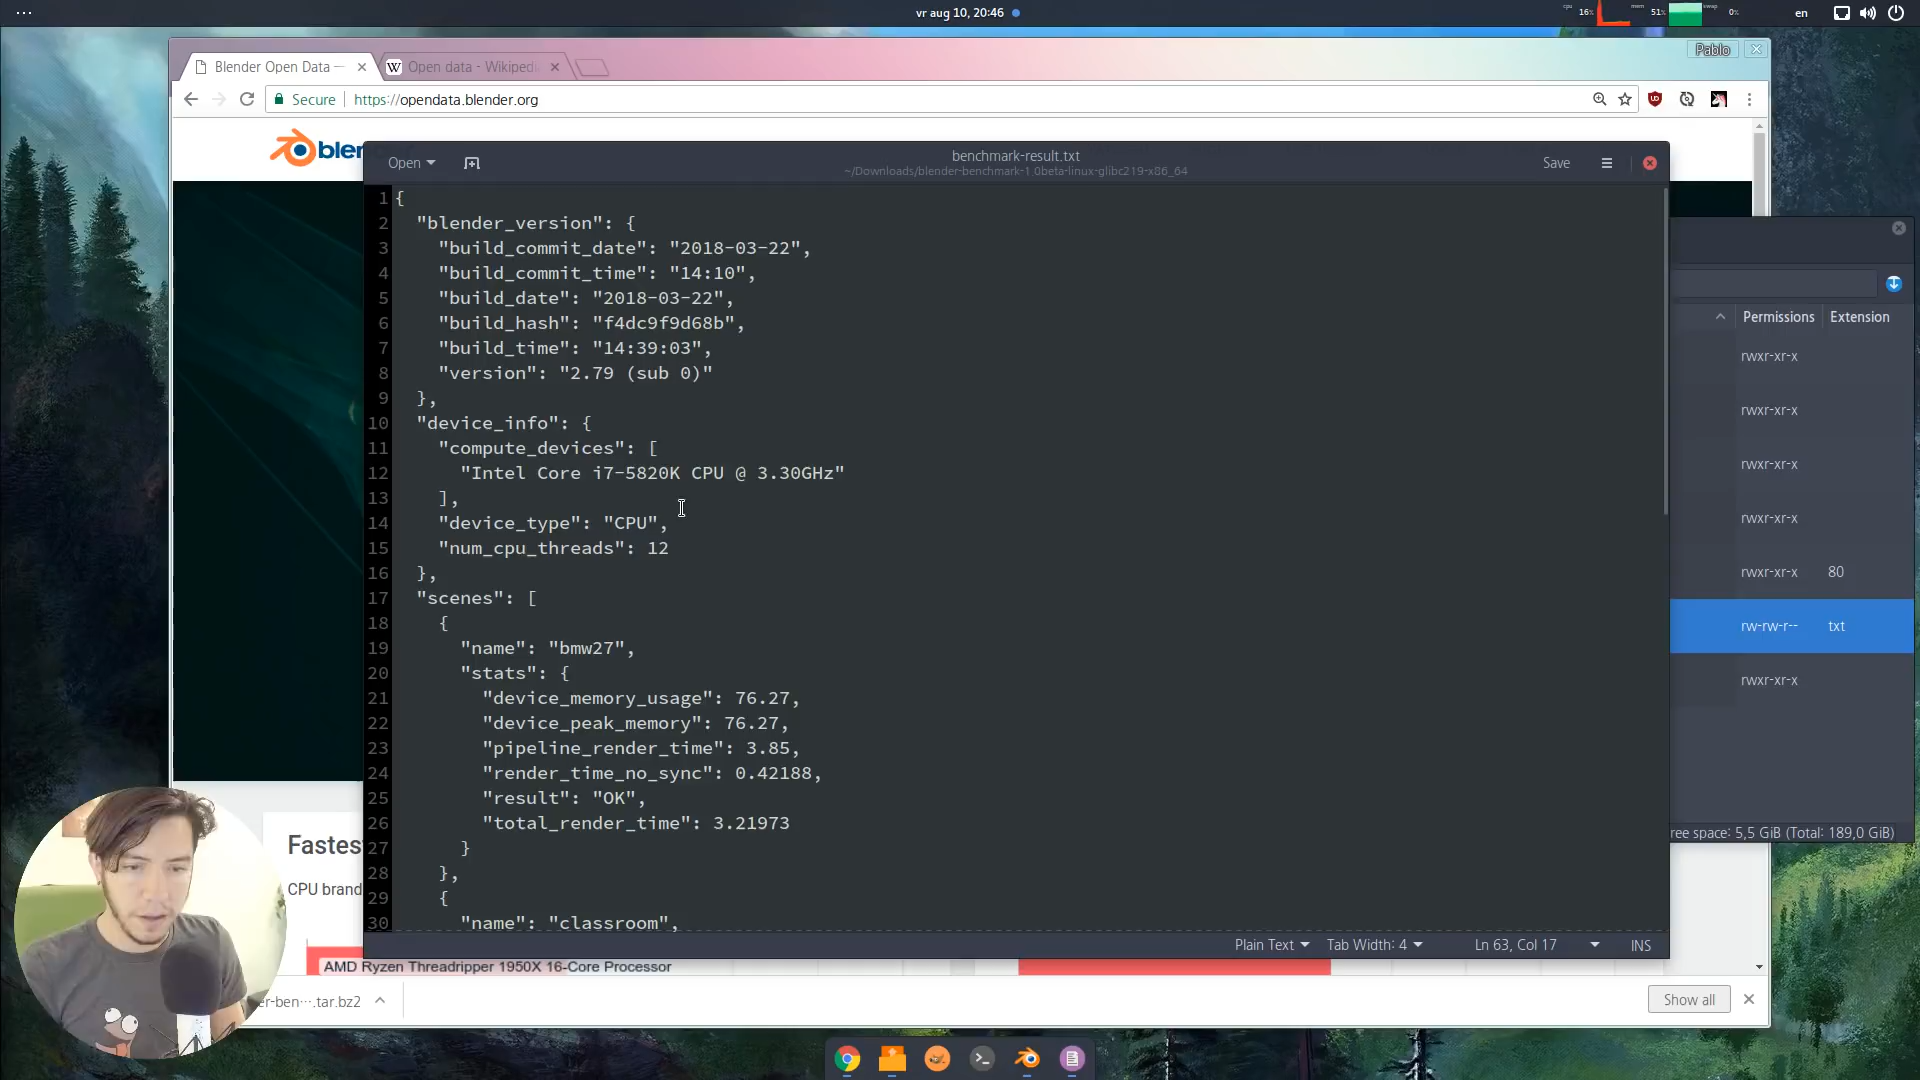 vr aug 10, 20:46
cpu 16% mem 51% swap 0%
en
Blender Open Data —
Open data - Wikiped
Pablo
Secure
https://opendata.blender.org
blen
Open
benchmark-result.txt
~/Downloads/blender-benchmark-1.0beta-linux-glibc219-x86_64
Save
1 {
2 "blender_version": {
3 "build_commit_date": "2018-03-22",
4 "build_commit_time": "14:10",
5 "build_date": "2018-03-22",
6 "build_hash": "f4dc9f9d68b",
7 "build_time": "14:39:03",
8 "version": "2.79 (sub 0)"
9 },
10 "device_info": {
11 "compute_devices": [
12 "Intel Core i7-5820K CPU @ 3.30GHz"
13 ],
14 "device_type": "CPU",
15 "num_cpu_threads": 12
16 },
17 "scenes": [
18 {
19 "name": "bmw27",
20 "stats": {
21 "device_memory_usage": 76.27,
22 "device_peak_memory": 76.27,
23 "pipeline_render_time": 3.85,
24 "render_time_no_sync": 0.42188,
25 "result": "OK",
26 "total_render_time": 3.21973
27 }
28 },
29 {
30 "name": "classroom",
Plain Text
Tab Width: 4
Ln 63, Col 17
INS
Permissions
Extension
rwxr-xr-x
rwxr-xr-x
rwxr-xr-x
rwxr-xr-x
rwxr-xr-x 80
rw-rw-r-- txt
rwxr-xr-x
ree space: 5,5 GiB (Total: 189,0 GiB)
Fastes
CPU brand
AMD Ryzen Threadripper 1950X 16-Core Processor
er-ben….tar.bz2
Show all